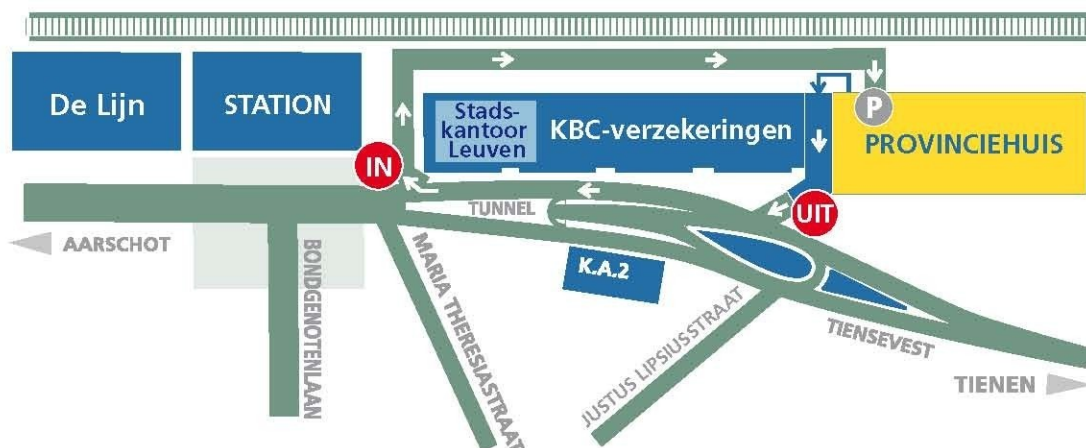 De Lijn
STATION
Stads-
kantoor
Leuven
KBC-verzekeringen
P
PROVINCIEHUIS
IN
UIT
TUNNEL
AARSCHOT
BONDGENOTENLAAN
MARIA THERESIASTRAAT
K.A.2
JUSTUS LIPSIUSSTRAAT
TIENSEVEST
TIENEN